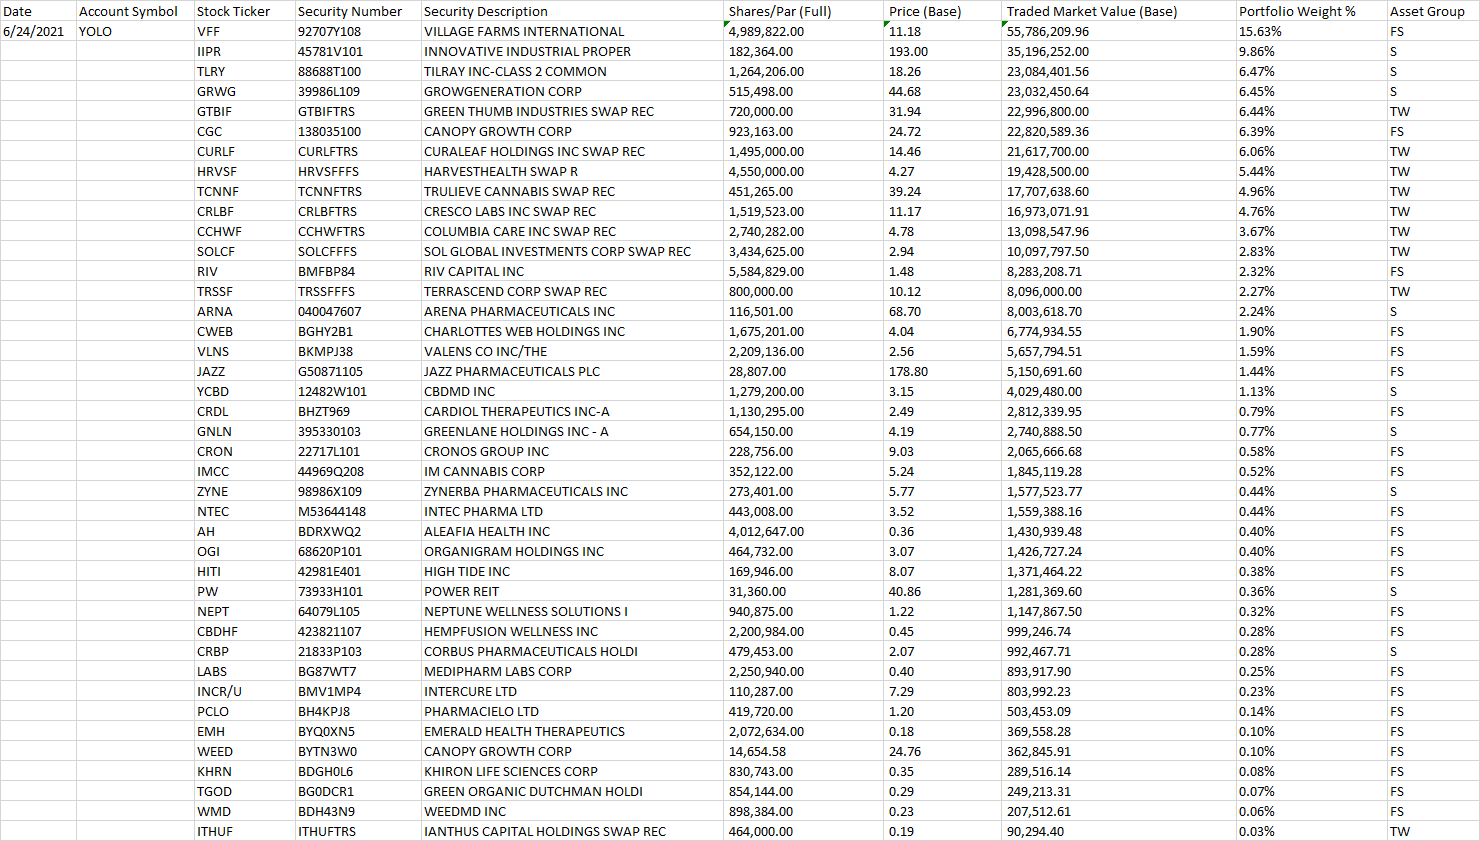 Date Account Symbol Stock Ticker Security Number Security Description Shares/Par (Full) Price (Base) Traded Market Value (Base) Portfolio Weight % Asset Group
6/24/2021 YOLO VFF 92707Y108 VILLAGE FARMS INTERNATIONAL 4,989,822.00 11.18 55,786,209.96 15.63% FS
IIPR 45781V101 INNOVATIVE INDUSTRIAL PROPER 182,364.00 193.00 35,196,252.00 9.86% S
TLRY 88688T100 TILRAY INC-CLASS 2 COMMON 1,264,206.00 18.26 23,084,401.56 6.47% S
GRWG 39986L109 GROWGENERATION CORP 515,498.00 44.68 23,032,450.64 6.45% S
GTBIF GTBIFTRS GREEN THUMB INDUSTRIES SWAP REC 720,000.00 31.94 22,996,800.00 6.44% TW
CGC 138035100 CANOPY GROWTH CORP 923,163.00 24.72 22,820,589.36 6.39% FS
CURLF CURLFTRS CURALEAF HOLDINGS INC SWAP REC 1,495,000.00 14.46 21,617,700.00 6.06% TW
HRVSF HRVSFFFS HARVESTHEALTH SWAP R 4,550,000.00 4.27 19,428,500.00 5.44% TW
TCNNF TCNNFTRS TRULIEVE CANNABIS SWAP REC 451,265.00 39.24 17,707,638.60 4.96% TW
CRLBF CRLBFTRS CRESCO LABS INC SWAP REC 1,519,523.00 11.17 16,973,071.91 4.76% TW
CCHWF CCHWFTRS COLUMBIA CARE INC SWAP REC 2,740,282.00 4.78 13,098,547.96 3.67% TW
SOLCF SOLCFFFS SOL GLOBAL INVESTMENTS CORP SWAP REC 3,434,625.00 2.94 10,097,797.50 2.83% TW
RIV BMFBP84 RIV CAPITAL INC 5,584,829.00 1.48 8,283,208.71 2.32% FS
TRSSF TRSSFFFS TERRASCEND CORP SWAP REC 800,000.00 10.12 8,096,000.00 2.27% TW
ARNA 040047607 ARENA PHARMACEUTICALS INC 116,501.00 68.70 8,003,618.70 2.24% S
CWEB BGHY2B1 CHARLOTTES WEB HOLDINGS INC 1,675,201.00 4.04 6,774,934.55 1.90% FS
VLNS BKMPJ38 VALENS CO INC/THE 2,209,136.00 2.56 5,657,794.51 1.59% FS
JAZZ G50871105 JAZZ PHARMACEUTICALS PLC 28,807.00 178.80 5,150,691.60 1.44% FS
YCBD 12482W101 CBDMD INC 1,279,200.00 3.15 4,029,480.00 1.13% S
CRDL BHZT969 CARDIOL THERAPEUTICS INC-A 1,130,295.00 2.49 2,812,339.95 0.79% FS
GNLN 395330103 GREENLANE HOLDINGS INC - A 654,150.00 4.19 2,740,888.50 0.77% S
CRON 22717L101 CRONOS GROUP INC 228,756.00 9.03 2,065,666.68 0.58% FS
IMCC 44969Q208 IM CANNABIS CORP 352,122.00 5.24 1,845,119.28 0.52% FS
ZYNE 98986X109 ZYNERBA PHARMACEUTICALS INC 273,401.00 5.77 1,577,523.77 0.44% S
NTEC M53644148 INTEC PHARMA LTD 443,008.00 3.52 1,559,388.16 0.44% FS
AH BDRXWQ2 ALEAFIA HEALTH INC 4,012,647.00 0.36 1,430,939.48 0.40% FS
OGI 68620P101 ORGANIGRAM HOLDINGS INC 464,732.00 3.07 1,426,727.24 0.40% FS
HITI 42981E401 HIGH TIDE INC 169,946.00 8.07 1,371,464.22 0.38% FS
PW 73933H101 POWER REIT 31,360.00 40.86 1,281,369.60 0.36% S
NEPT 64079L105 NEPTUNE WELLNESS SOLUTIONS I 940,875.00 1.22 1,147,867.50 0.32% FS
CBDHF 423821107 HEMPFUSION WELLNESS INC 2,200,984.00 0.45 999,246.74 0.28% FS
CRBP 21833P103 CORBUS PHARMACEUTICALS HOLDI 479,453.00 2.07 992,467.71 0.28% S
LABS BG87WT7 MEDIPHARM LABS CORP 2,250,940.00 0.40 893,917.90 0.25% FS
INCR/U BMV1MP4 INTERCURE LTD 110,287.00 7.29 803,992.23 0.23% FS
PCLO BH4KPJ8 PHARMACIELO LTD 419,720.00 1.20 503,453.09 0.14% FS
EMH BYQ0XN5 EMERALD HEALTH THERAPEUTICS 2,072,634.00 0.18 369,558.28 0.10% FS
WEED BYTN3W0 CANOPY GROWTH CORP 14,654.58 24.76 362,845.91 0.10% FS
KHRN BDGH0L6 KHIRON LIFE SCIENCES CORP 830,743.00 0.35 289,516.14 0.08% FS
TGOD BG0DCR1 GREEN ORGANIC DUTCHMAN HOLDI 854,144.00 0.29 249,213.31 0.07% FS
WMD BDH43N9 WEEDMD INC 898,384.00 0.23 207,512.61 0.06% FS
ITHUF ITHUFTRS IANTHUS CAPITAL HOLDINGS SWAP REC 464,000.00 0.19 90,294.40 0.03% TW